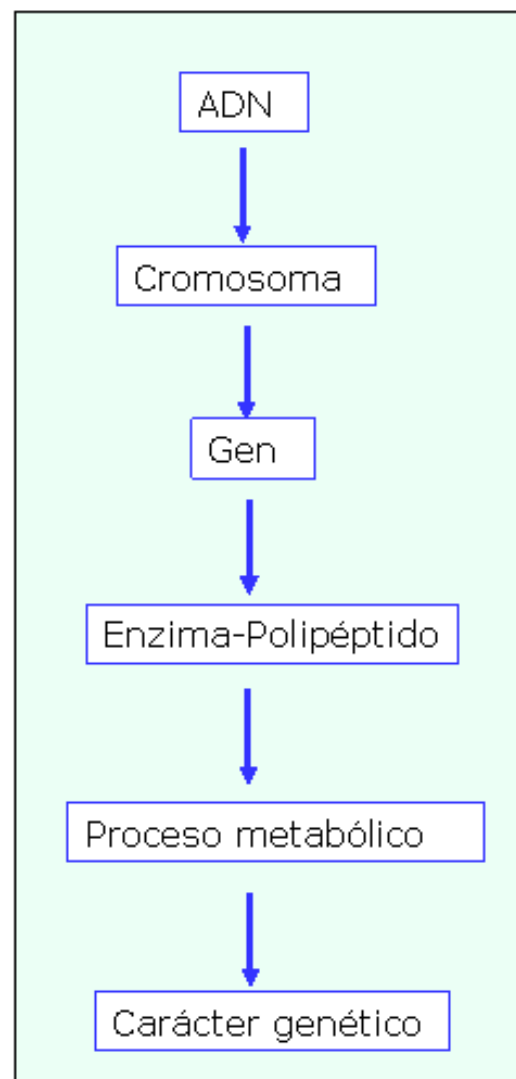 ADN
Cromosoma
Gen
Enzima-Polipéptido
Proceso metabólico
Carácter genético